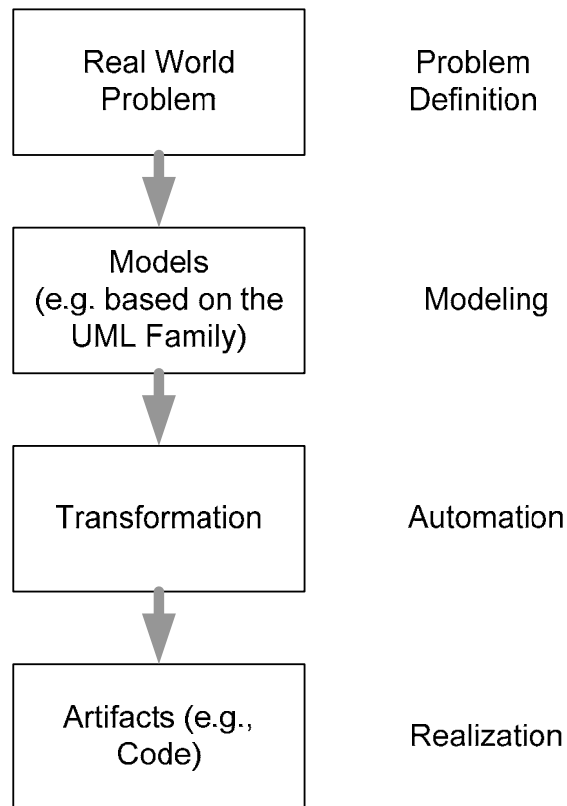 Real World
Problem
Problem
Definition
Models
(e.g. based on the
UML Family)
Modeling
Transformation
Automation
Artifacts (e.g.,
Code)
Realization